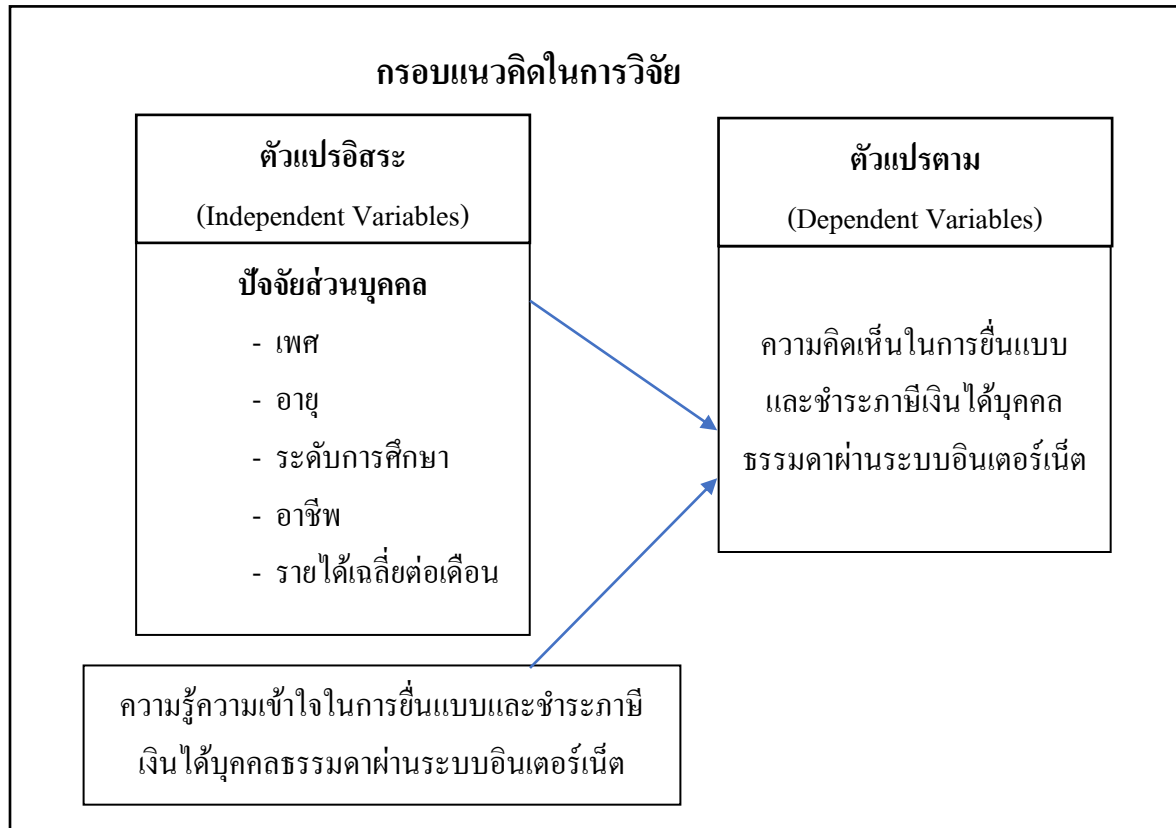 กรอบแนวคิดในการวิจัย
ตัวแปรอิสระ
(Independent Variables)
ปัจจัยส่วนบุคคล
- เพศ
- อายุ
- ระดับการศึกษา
- อาชีพ
- รายได้เฉลี่ยต่อเดือน
ความรู้ความเข้าใจในการยื่นแบบและชำระภาษี
เงินได้บุคคลธรรมดาผ่านระบบอินเตอร์เน็ต
ตัวแปรตาม
(Dependent Variables)
ความคิดเห็นในการยื่นแบบ
และชำระภาษีเงินได้บุคคล
ธรรมดาผ่านระบบอินเตอร์เน็ต